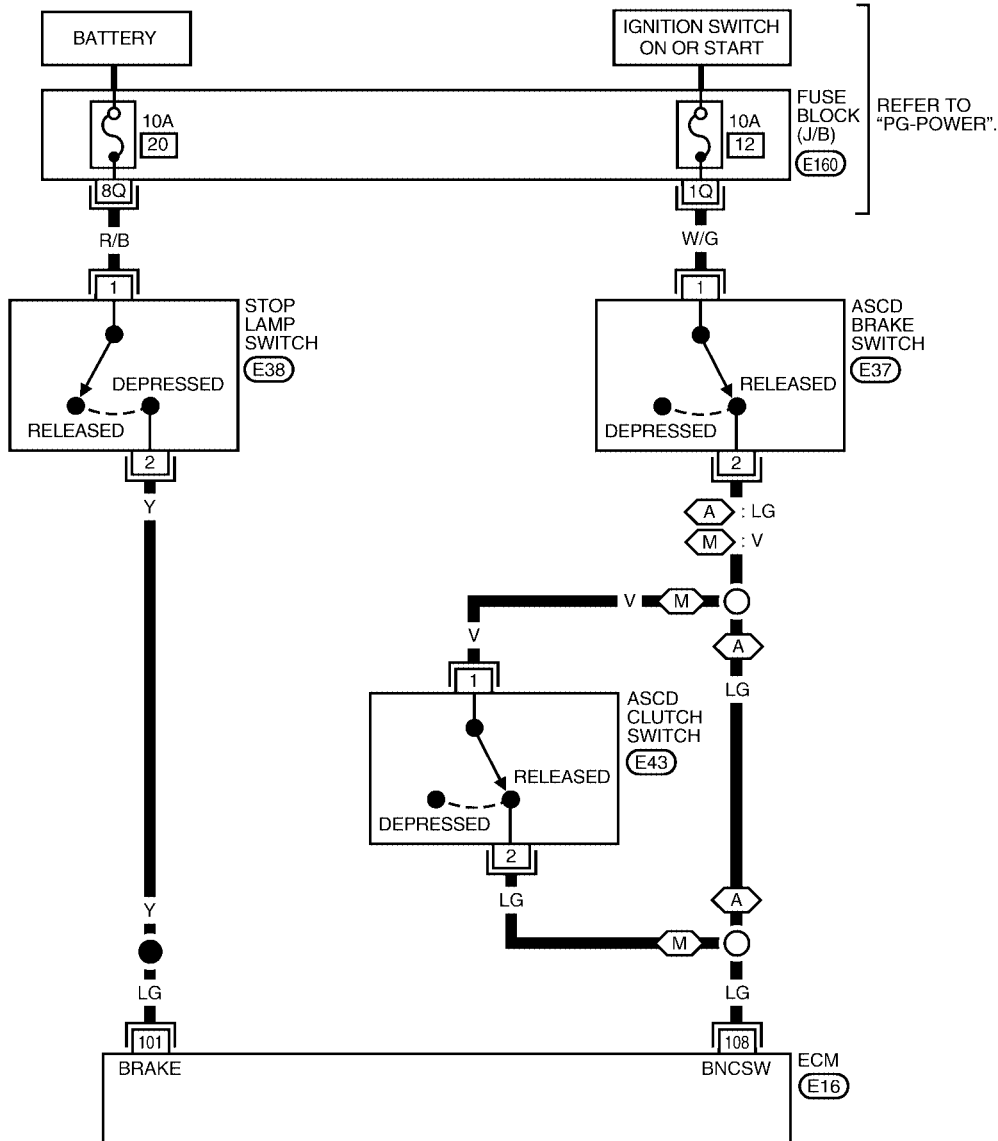 BATTERY
IGNITION SWITCH
ON OR START
10A
20
10A
12
FUSE
BLOCK
(J/B)
E160
REFER TO
"PG-POWER".
8Q
1Q
R/B
W/G
1
STOP
LAMP
SWITCH
E38
DEPRESSED
RELEASED
2
1
ASCD
BRAKE
SWITCH
E37
RELEASED
DEPRESSED
2
Y
A : LG
M : V
V
M
A
V
LG
1
ASCD
CLUTCH
SWITCH
E43
RELEASED
DEPRESSED
2
LG
A
Y
M
LG
LG
101
BRAKE
108
BNCSW
ECM
E16